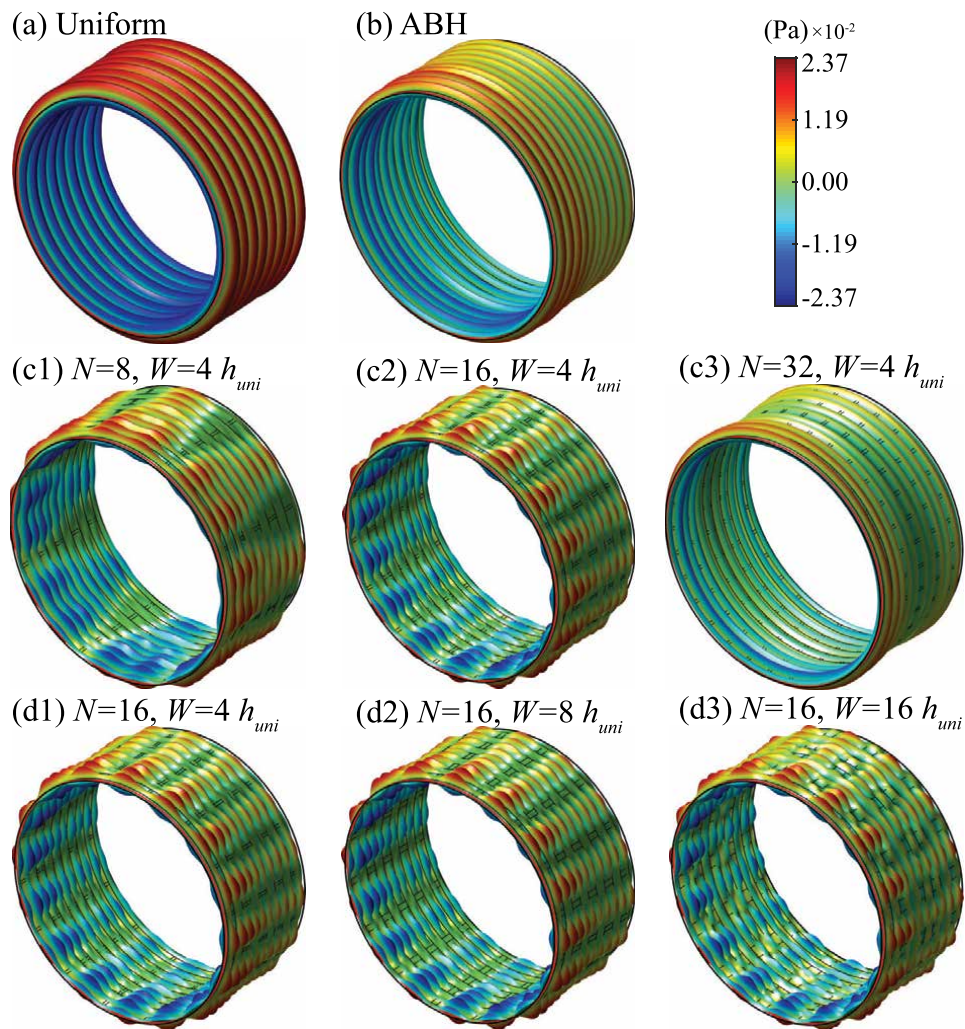 (a) Uniform
(b) ABH
(Pa) ×10⁻²
2.37
1.19
0.00
-1.19
-2.37
(c1) N=8, W=4 h_uni
(c2) N=16, W=4 h_uni
(c3) N=32, W=4 h_uni
(d1) N=16, W=4 h_uni
(d2) N=16, W=8 h_uni
(d3) N=16, W=16 h_uni